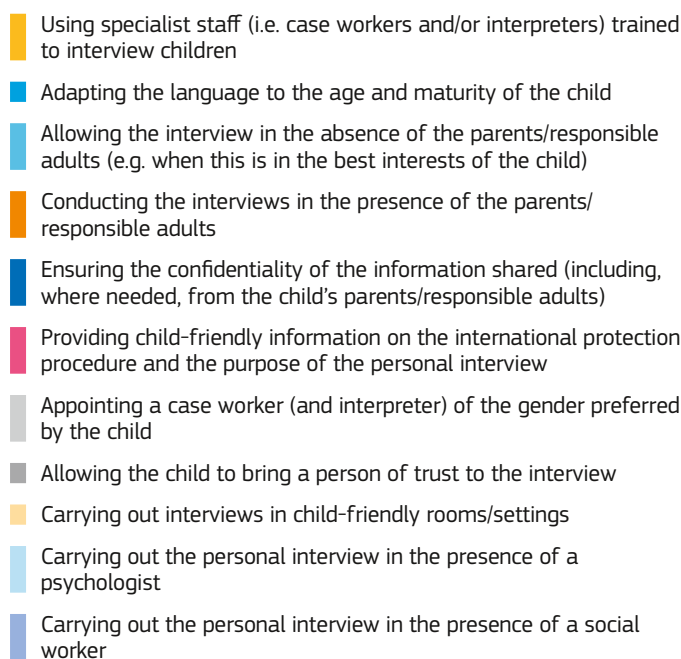 Using specialist staff (i.e. case workers and/or interpreters) trained
to interview children
Adapting the language to the age and maturity of the child
Allowing the interview in the absence of the parents/responsible
adults (e.g. when this is in the best interests of the child)
Conducting the interviews in the presence of the parents/
responsible adults
Ensuring the confidentiality of the information shared (including,
where needed, from the child's parents/responsible adults)
Providing child-friendly information on the international protection
procedure and the purpose of the personal interview
Appointing a case worker (and interpreter) of the gender preferred
by the child
Allowing the child to bring a person of trust to the interview
Carrying out interviews in child-friendly rooms/settings
Carrying out the personal interview in the presence of a
psychologist
Carrying out the personal interview in the presence of a social
worker